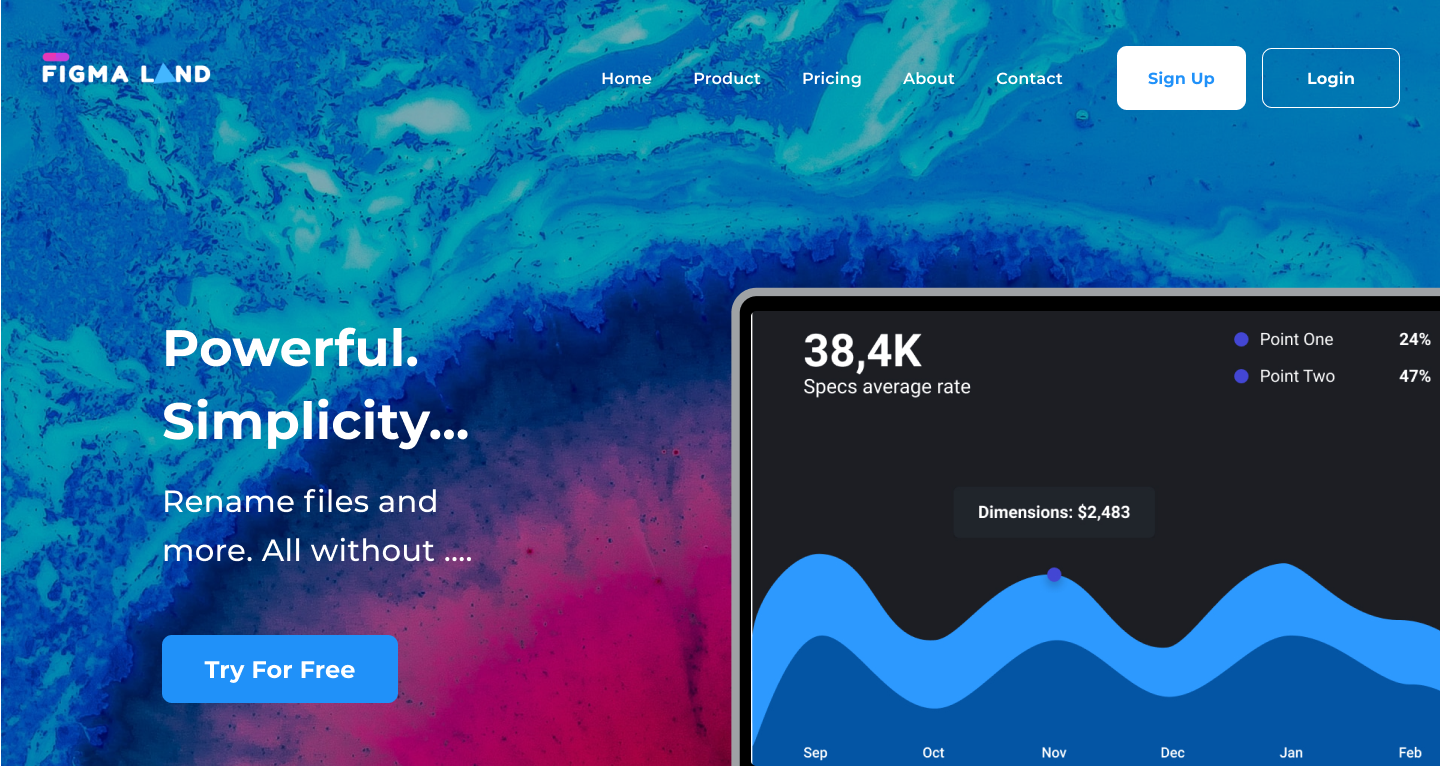 FIGMA LAND
Home Product Pricing About Contact Sign Up Login
Powerful.
Simplicity...
Rename files and
more. All without ....
Try For Free
38,4K
Specs average rate
Point One 24%
Point Two 47%
Dimensions: $2,483
Sep Oct Nov Dec Jan Feb